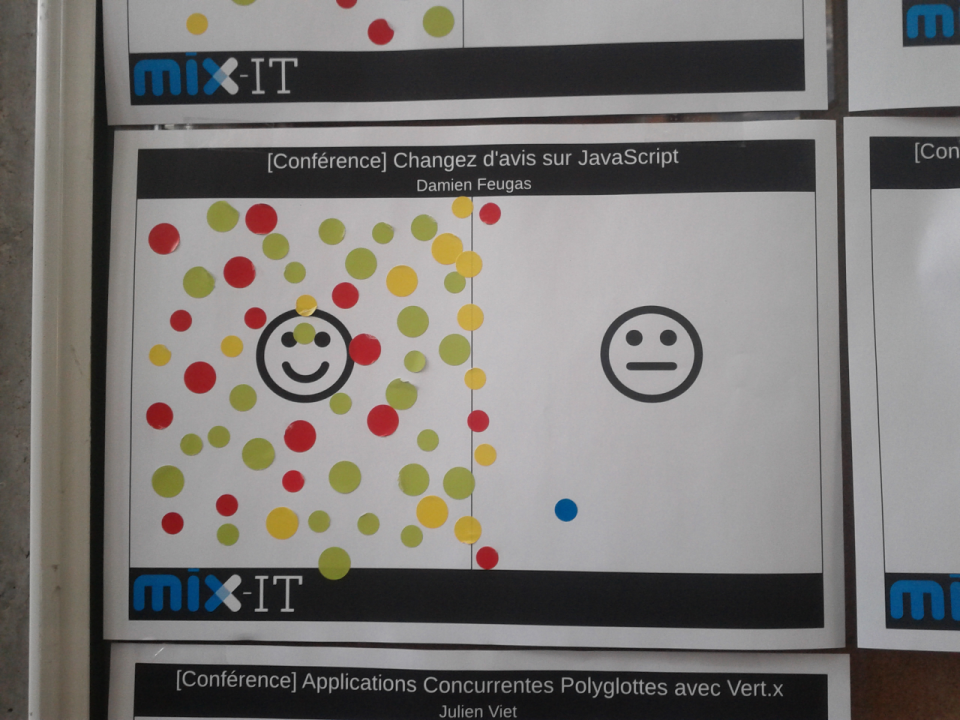 mix-IT
m
[Conférence] Changez d'avis sur JavaScript
Damien Feugas
[Con
mix-IT
mi
[Conférence] Applications Concurrentes Polyglottes avec Vert.x
Julien Viet